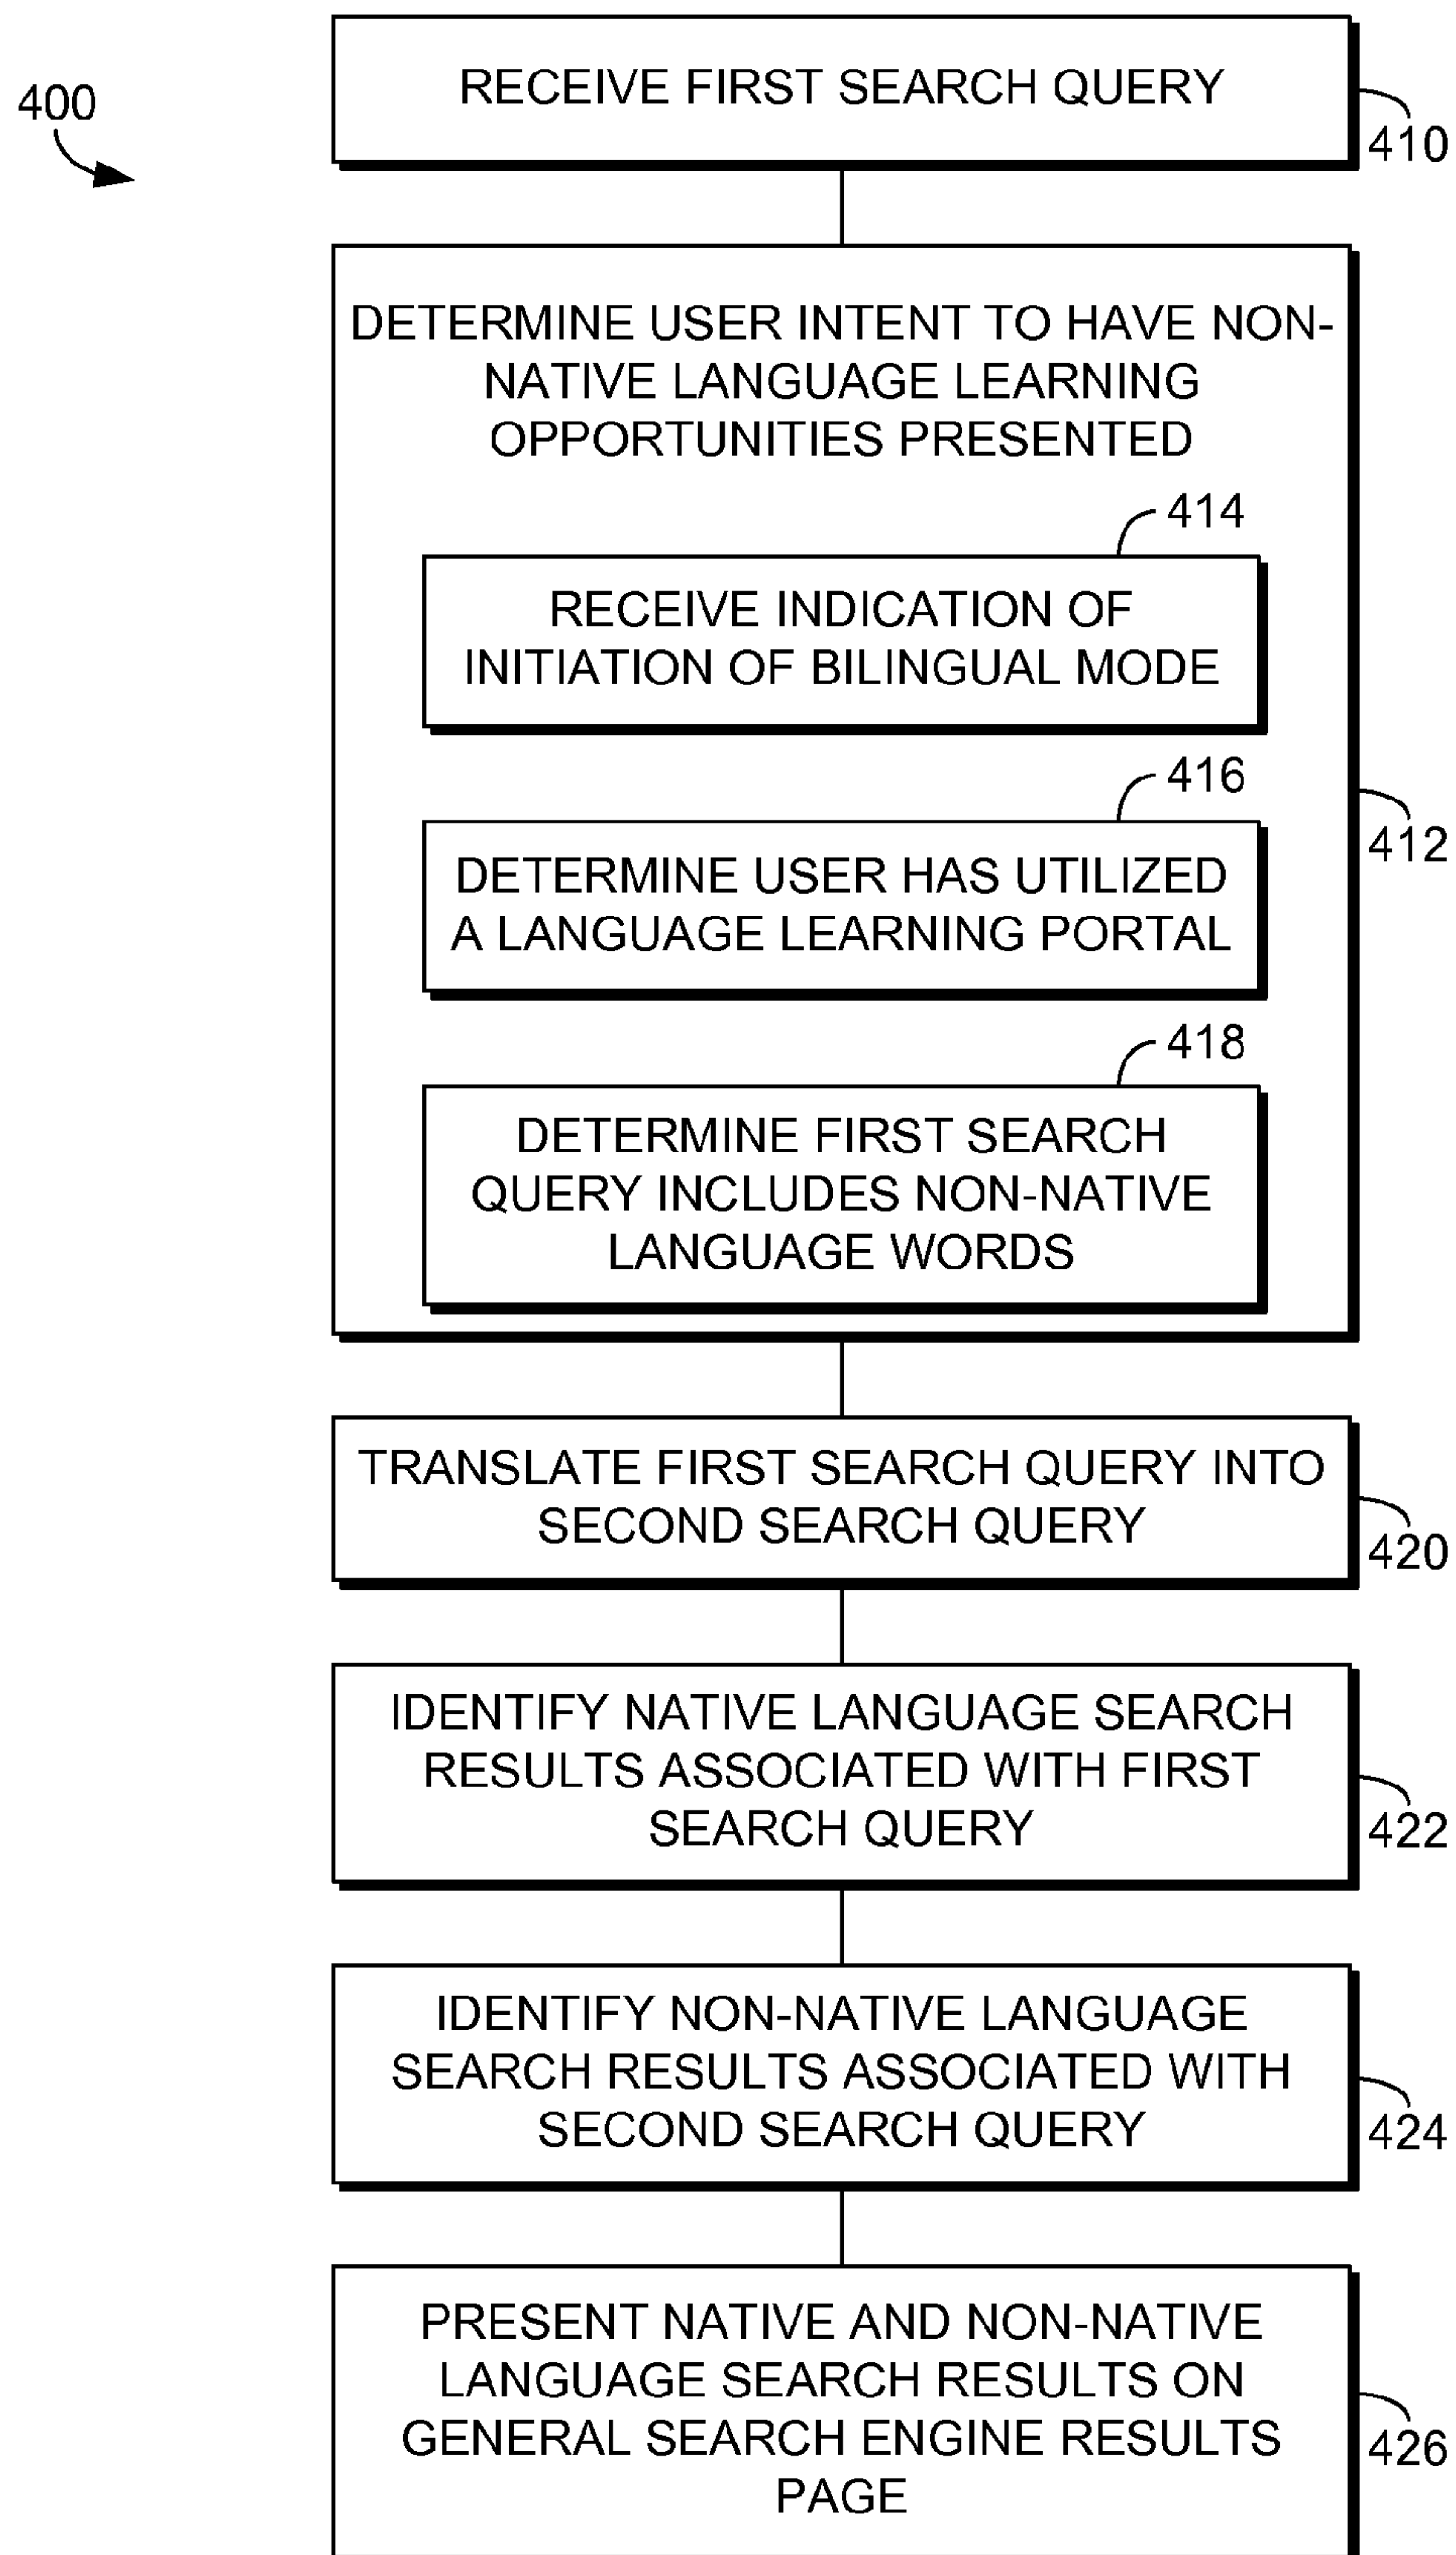 400
RECEIVE FIRST SEARCH QUERY
410
DETERMINE USER INTENT TO HAVE NON-
NATIVE LANGUAGE LEARNING
OPPORTUNITIES PRESENTED
414
RECEIVE INDICATION OF
INITIATION OF BILINGUAL MODE
416
DETERMINE USER HAS UTILIZED
A LANGUAGE LEARNING PORTAL
412
418
DETERMINE FIRST SEARCH
QUERY INCLUDES NON-NATIVE
LANGUAGE WORDS
TRANSLATE FIRST SEARCH QUERY INTO
SECOND SEARCH QUERY
420
IDENTIFY NATIVE LANGUAGE SEARCH
RESULTS ASSOCIATED WITH FIRST
SEARCH QUERY
422
IDENTIFY NON-NATIVE LANGUAGE
SEARCH RESULTS ASSOCIATED WITH
SECOND SEARCH QUERY
424
PRESENT NATIVE AND NON-NATIVE
LANGUAGE SEARCH RESULTS ON
GENERAL SEARCH ENGINE RESULTS
PAGE
426